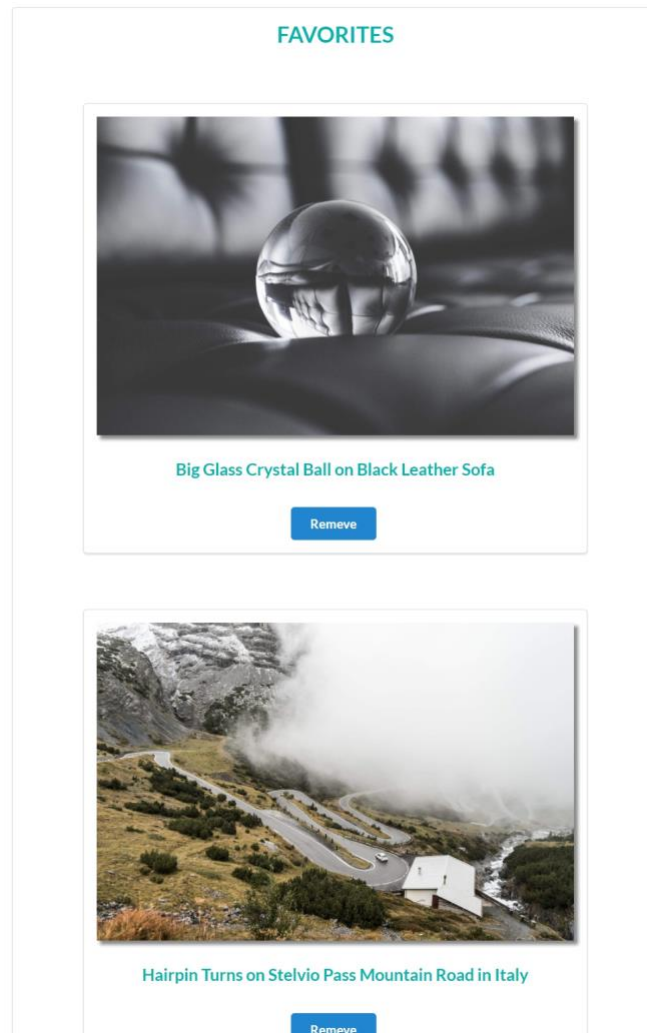 FAVORITES
Big Glass Crystal Ball on Black Leather Sofa
Remeve
Hairpin Turns on Stelvio Pass Mountain Road in Italy
Remeve